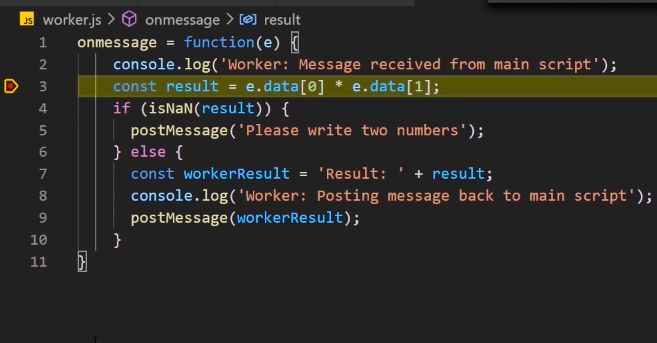 JS worker.js > onmessage > result
1 onmessage = function(e) {
2 console.log('Worker: Message received from main script');
3 const result = e.data[0] * e.data[1];
4 if (isNaN(result)) {
5 postMessage('Please write two numbers');
6 } else {
7 const workerResult = 'Result: ' + result;
8 console.log('Worker: Posting message back to main script');
9 postMessage(workerResult);
10 }
11 }